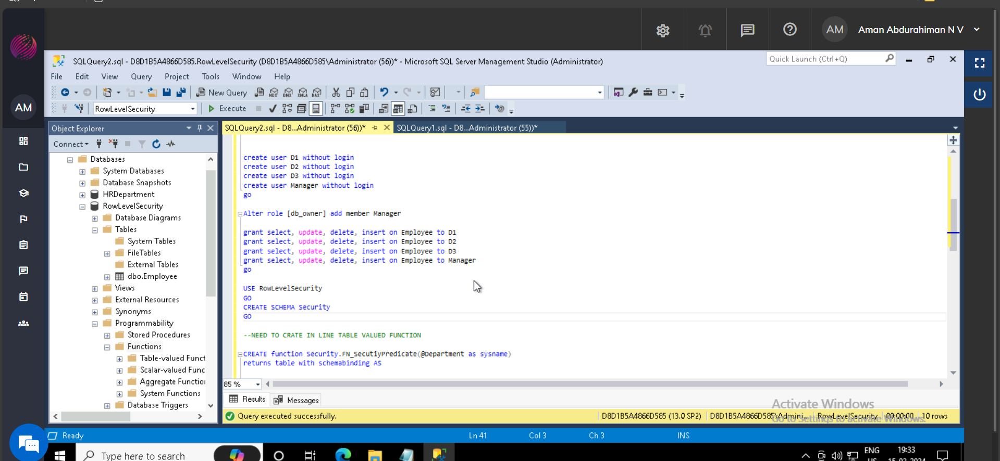 AM
Aman Abdurahiman N V
SQLQuery2.sql - D8D1B5A4866D585.RowLevelSecurity (D8D1B5A4866D585\Administrator (56))* - Microsoft SQL Server Management Studio (Administrator)
Quick Launch (Ctrl+Q)
File Edit View Query Project Tools Window Help
New Query
MDX DMX XMLA DAX
AM
RowLevelSecurity
Execute
Object Explorer
SQLQuery2.sql - D8...Administrator (56))*
SQLQuery1.sql - D8...Administrator (55))*
Connect
Databases
System Databases
Database Snapshots
HRDepartment
RowLevelSecurity
Database Diagrams
Tables
System Tables
FileTables
External Tables
dbo.Employee
Views
External Resources
Synonyms
Programmability
Stored Procedures
Functions
Table-valued Funct
Scalar-valued Func
Aggregate Function
System Functions
Database Triggers
create user D1 without login
create user D2 without login
create user D3 without login
create user Manager without login
go
Alter role [db_owner] add member Manager
grant select, update, delete, insert on Employee to D1
grant select, update, delete, insert on Employee to D2
grant select, update, delete, insert on Employee to D3
grant select, update, delete, insert on Employee to Manager
go
USE RowLevelSecurity
GO
CREATE SCHEMA Security
GO
--NEED TO CRATE IN LINE TABLE VALUED FUNCTION
CREATE function Security.FN_SecutiyPredicate(@Department as sysname)
returns table with schemabinding AS
85 %
Results Messages
Activate Windows
Go to Settings to activate Windows.
Query executed successfully.
D8D1B5A4866D585 (13.0 SP2)
D8D1B5A4866D585\Admini...
RowLevelSecurity
00:00:00
10 rows
Ready
Ln 41
Col 3
Ch 3
INS
Type here to search
ENG
19:33